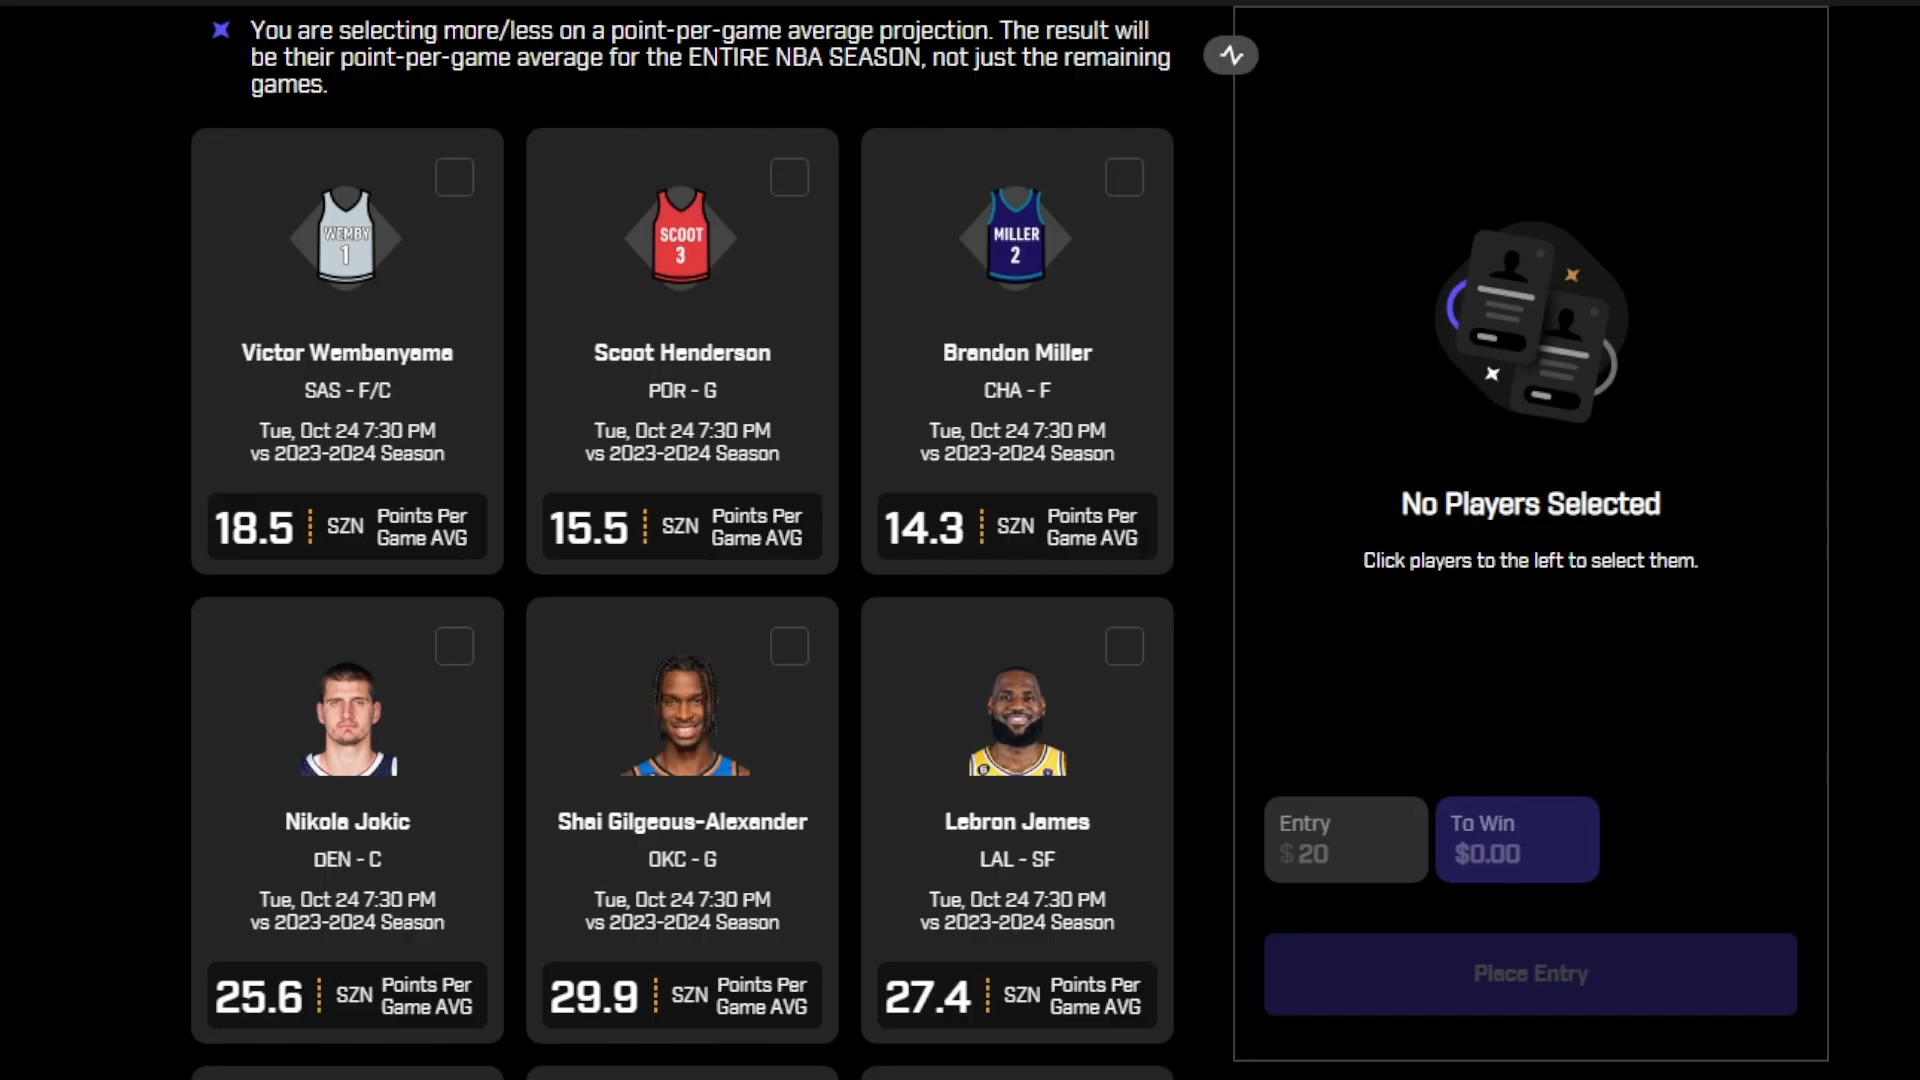 You are selecting more/less on a point-per-game average projection. The result will
be their point-per-game average for the ENTIRE NBA SEASON, not just the remaining
games.
WEMBY
1
Victor Wembanyama
SAS - F/C
Tue, Oct 24 7:30 PM
vs 2023-2024 Season
18.5 SZN Points Per
Game AVG
SCOOT
3
Scoot Henderson
POR - G
Tue, Oct 24 7:30 PM
vs 2023-2024 Season
15.5 SZN Points Per
Game AVG
MILLER
2
Brandon Miller
CHA - F
Tue, Oct 24 7:30 PM
vs 2023-2024 Season
14.3 SZN Points Per
Game AVG
Nikola Jokic
DEN - C
Tue, Oct 24 7:30 PM
vs 2023-2024 Season
25.6 SZN Points Per
Game AVG
Shai Gilgeous-Alexander
OKC - G
Tue, Oct 24 7:30 PM
vs 2023-2024 Season
29.9 SZN Points Per
Game AVG
Lebron James
LAL - SF
Tue, Oct 24 7:30 PM
vs 2023-2024 Season
27.4 SZN Points Per
Game AVG
No Players Selected
Click players to the left to select them.
Entry
$ 20
To Win
$0.00
Place Entry